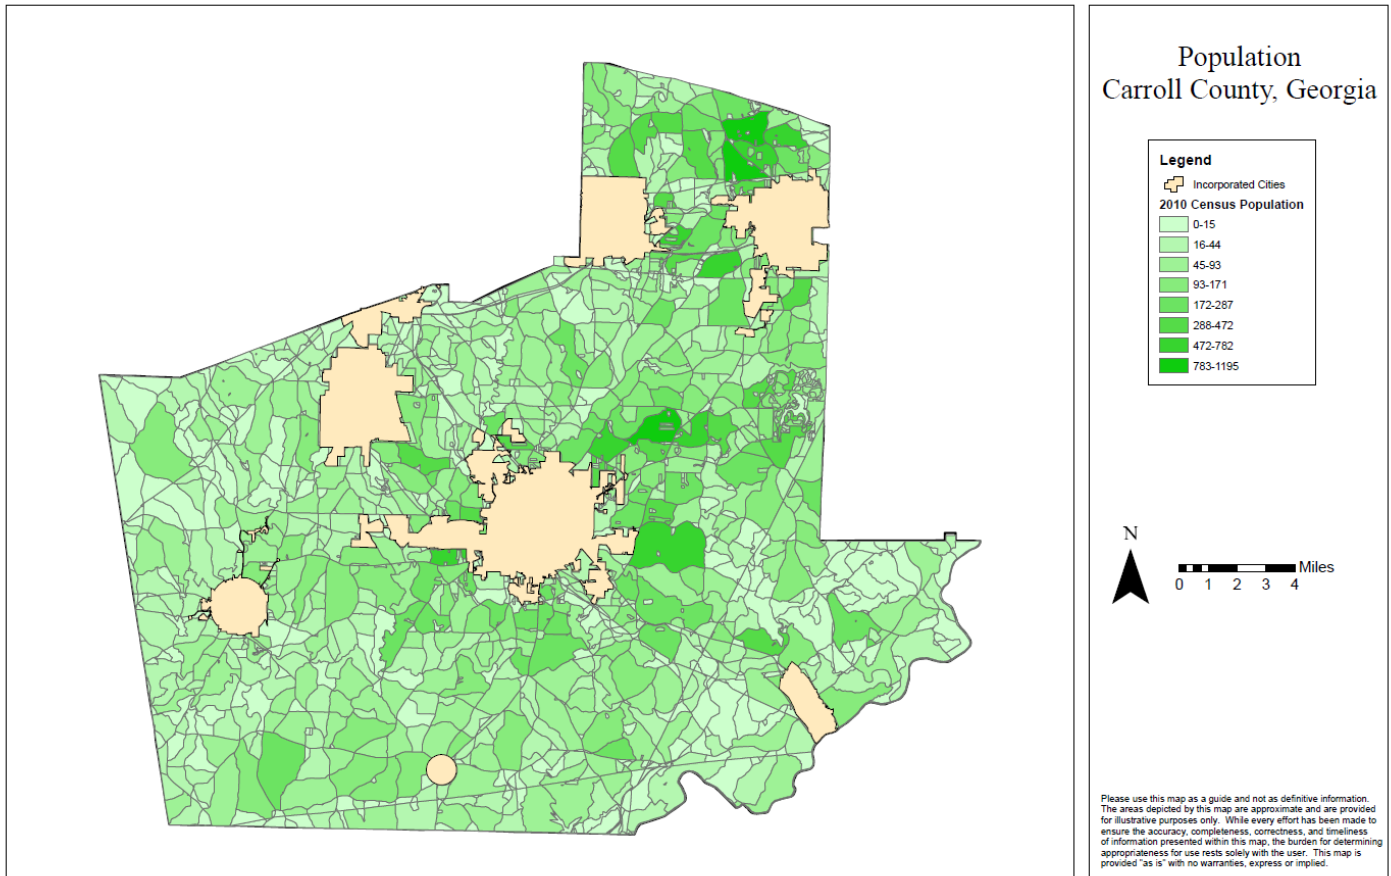 Population
Carroll County, Georgia
Legend
Incorporated Cities
2010 Census Population
0-15
16-44
45-93
93-171
172-287
288-472
472-782
783-1195
N
Miles
0 1 2 3 4
Please use this map as a guide and not as definitive information.
The areas depicted by this map are approximate and are provided
for illustrative purposes only. While every effort has been made to
ensure the accuracy, completeness, correctness, and timeliness
of information presented within this map, the burden for determining
appropriateness for use rests solely with the user. This map is
provided "as is" with no warranties, express or implied.